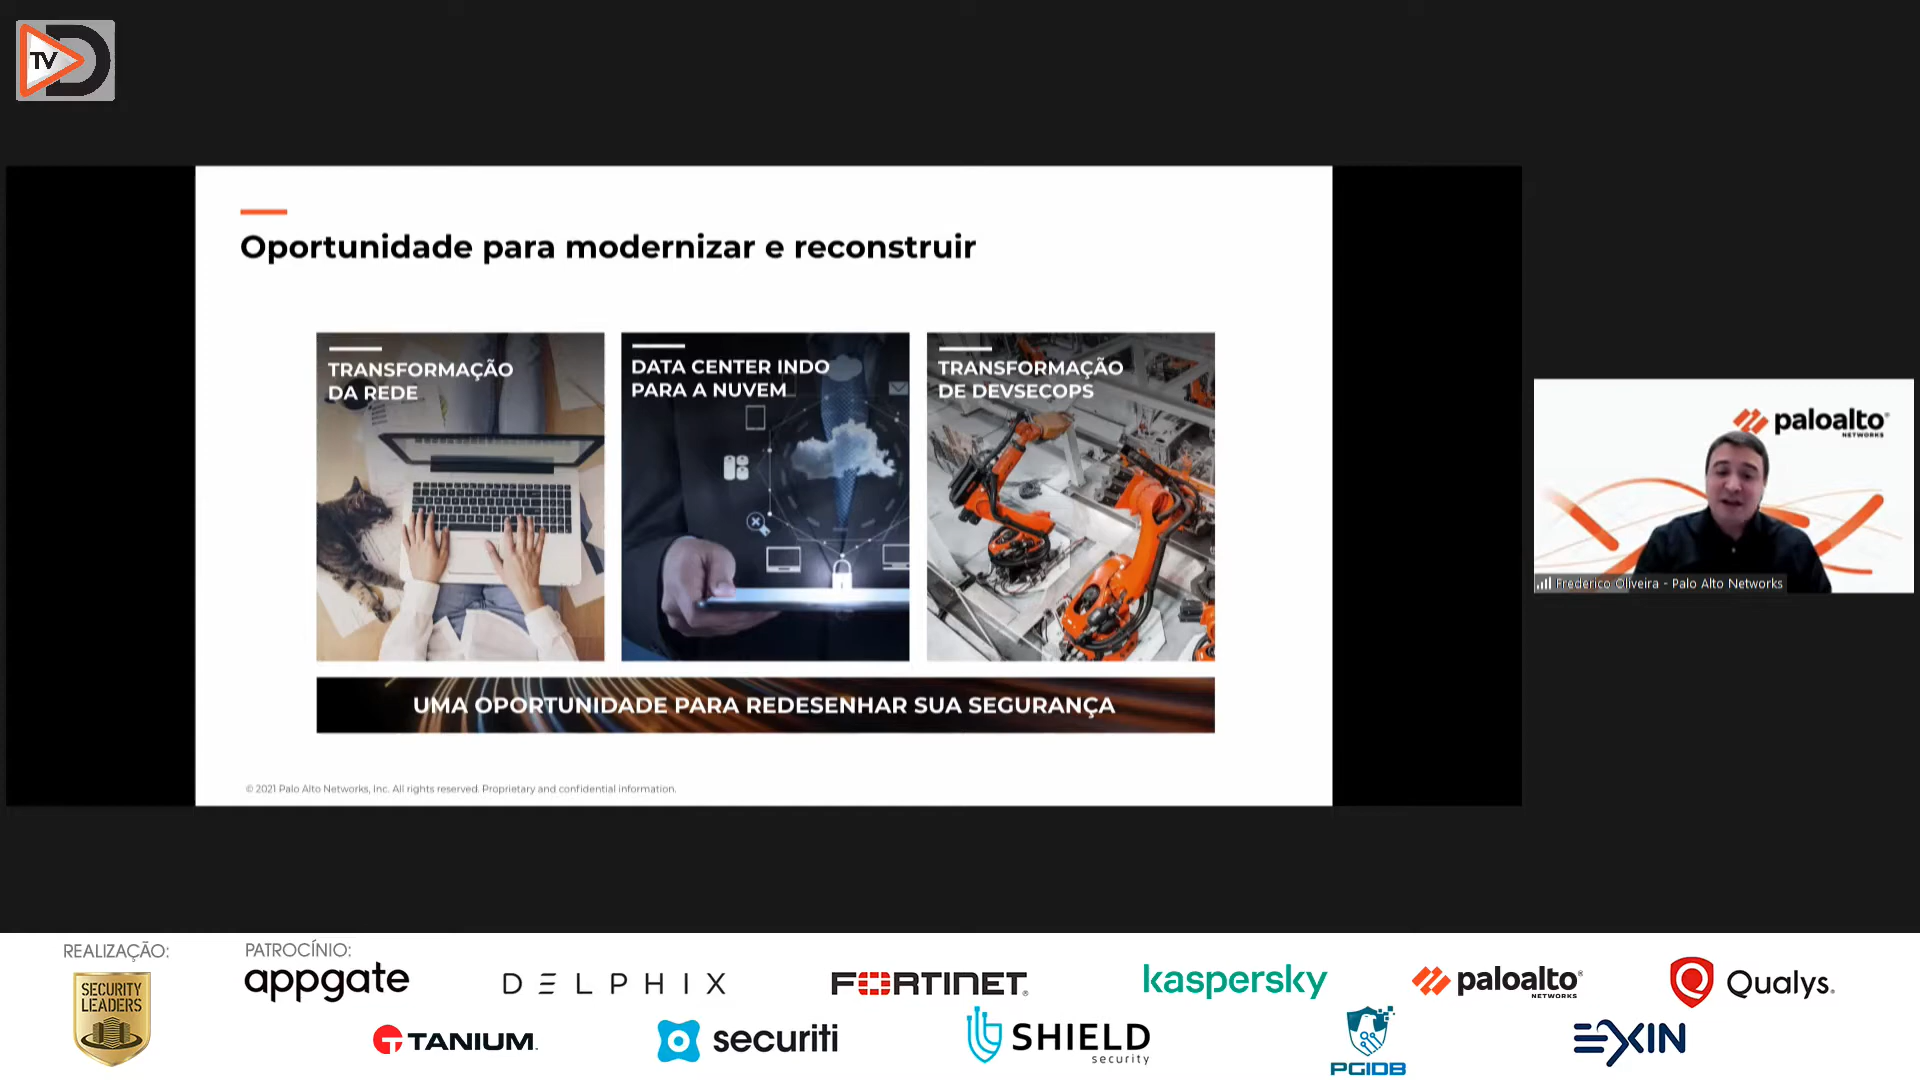 TV
Oportunidade para modernizar e reconstruir
TRANSFORMAÇÃO
DA REDE
DATA CENTER INDO
PARA A NUVEM
TRANSFORMAÇÃO
DE DEVSECOPS
UMA OPORTUNIDADE PARA REDESENHAR SUA SEGURANÇA
© 2021 Palo Alto Networks, Inc. All rights reserved. Proprietary and confidential information.
paloalto®
NETWORKS
Frederico Oliveira - Palo Alto Networks
REALIZAÇÃO:
SECURITY
LEADERS
PATROCÍNIO:
appgate
DELPHIX
FORTINET®
kaspersky
paloalto®
NETWORKS
Qualys.
TANIUM.
securiti
SHIELD
security
PGIDB
EXIN